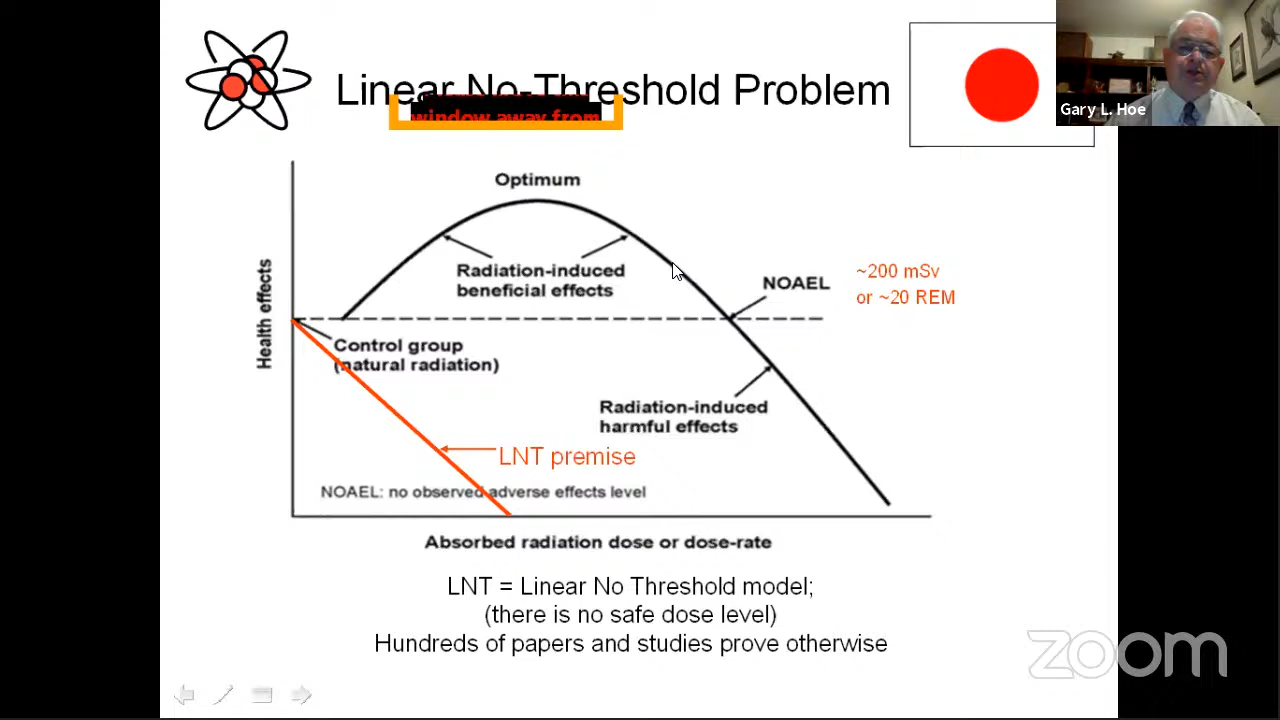 Linear No-Threshold Problem
window away from
Gary L. Hoe
Optimum
Radiation-induced
beneficial effects
NOAEL
~200 mSv
or ~20 REM
Health effects
Control group
(natural radiation)
Radiation-induced
harmful effects
LNT premise
NOAEL: no observed adverse effects level
Absorbed radiation dose or dose-rate
LNT = Linear No Threshold model;
(there is no safe dose level)
Hundreds of papers and studies prove otherwise
zoom